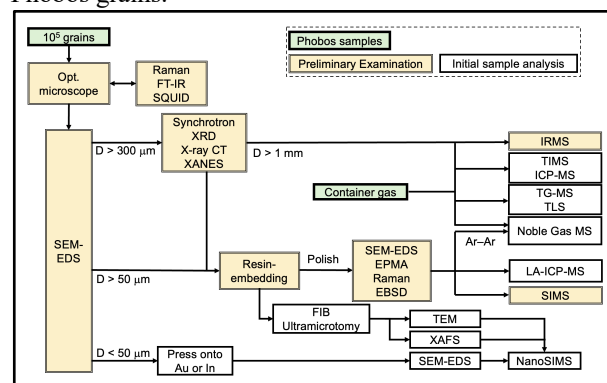 Phobos grains.
10⁵ grains
Phobos samples
Preliminary Examination
Initial sample analysis
Opt.
microscope
Raman
FT-IR
SQUID
Synchrotron
XRD
X-ray CT
XANES
D > 300 μm
D > 1 mm
IRMS
TIMS
ICP-MS
Container gas
TG-MS
TLS
Noble Gas MS
Ar–Ar
SEM-
EDS
Resin-
embedding
Polish
SEM-EDS
EPMA
Raman
EBSD
LA-ICP-MS
D > 50 μm
SIMS
FIB
Ultramicrotomy
TEM
XAFS
D < 50 μm
Press onto
Au or In
SEM-EDS
NanoSIMS